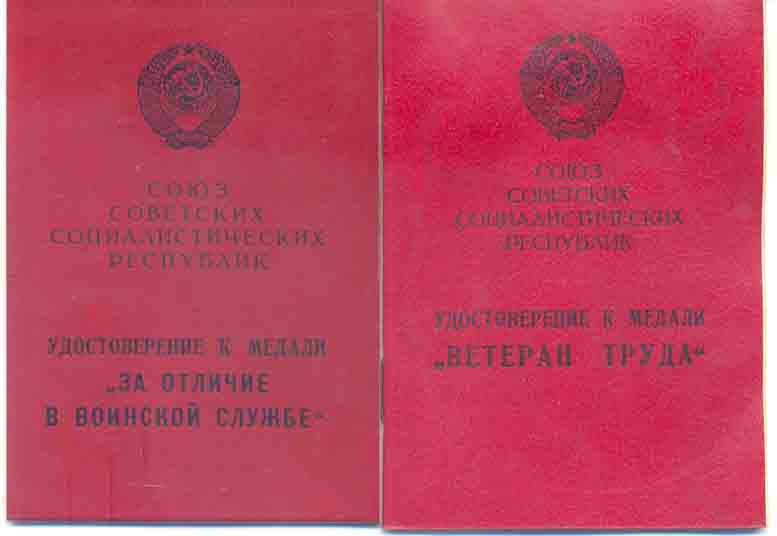 СОЮЗ
СОВЕТСКИХ
СОЦИАЛИСТИЧЕСКИХ
РЕСПУБЛИК
УДОСТОВЕРЕНИЕ К МЕДАЛИ
„ЗА ОТЛИЧИЕ
В ВОИНСКОЙ СЛУЖБЕ“
СОЮЗ
СОВЕТСКИХ
СОЦИАЛИСТИЧЕСКИХ
РЕСПУБЛИК
УДОСТОВЕРЕНИЕ К МЕДАЛИ
„ВЕТЕРАН ТРУДА“